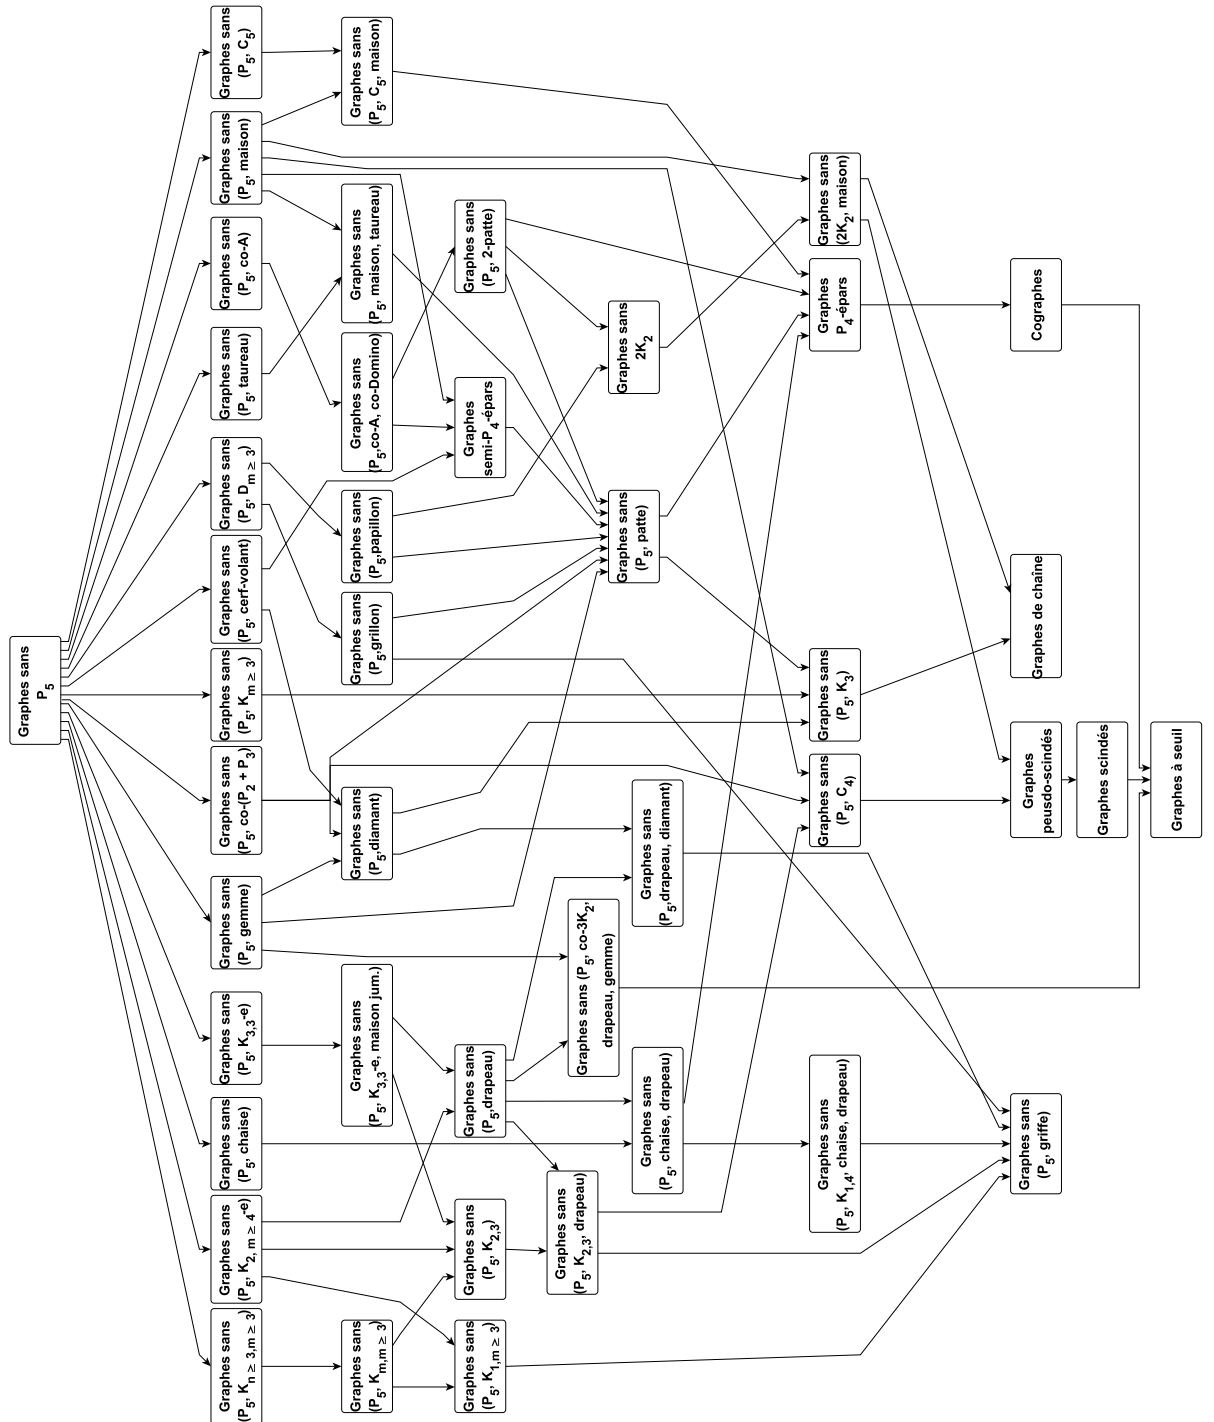 Graphes sans
P5
Graphes sans
(P5, C5)
Graphes sans
(P5, maison)
Graphes sans
(P5, co-A)
Graphes sans
(P5, taureau)
Graphes sans
(P5, Dm ≥ 3)
Graphes sans
(P5, cerf-volant)
Graphes sans
(P5, Km ≥ 3)
Graphes sans
(P5, co-(P2 + P3)
Graphes sans
(P5, gemme)
Graphes sans
(P5, K3,3-e)
Graphes sans
(P5, chaise)
Graphes sans
(P5, K2, m ≥ 4-e)
Graphes sans
(P5, Kn ≥ 3,m ≥ 3)
Graphes sans
(P5, C5, maison)
Graphes sans
(P5, maison, taureau)
Graphes sans
(P5,co-A, co-Domino)
Graphes sans
(P5,papillon)
Graphes sans
(P5,grillon)
Graphes sans
(P5,diamant)
Graphes sans
(P5, K3,3-e, maison jum.)
Graphes sans
(P5, Km,m ≥ 3)
Graphes sans
(P5, 2-patte)
Graphes
semi-P4-épars
Graphes sans
(P5,drapeau)
Graphes sans
(P5, K2,3)
Graphes sans
(P5, K1,m ≥ 3)
Graphes sans
(P5, K2,3, drapeau)
Graphes sans (P5, co-3K2,
drapeau, gemme)
Graphes sans
2K2
Graphes sans
(P5, patte)
Graphes sans
(P5,drapeau, diamant)
Graphes sans
(P5, chaise, drapeau)
Graphes sans
(2K2, maison)
Graphes
P4-épars
Graphes sans
(P5, K3)
Graphes sans
(P5, C4)
Graphes sans
(P5, K1,4, chaise, drapeau)
Cographes
Graphes de chaîne
Graphes
peusdo-scindés
Graphes sans
(P5, griffe)
Graphes scindés
Graphes à seuil